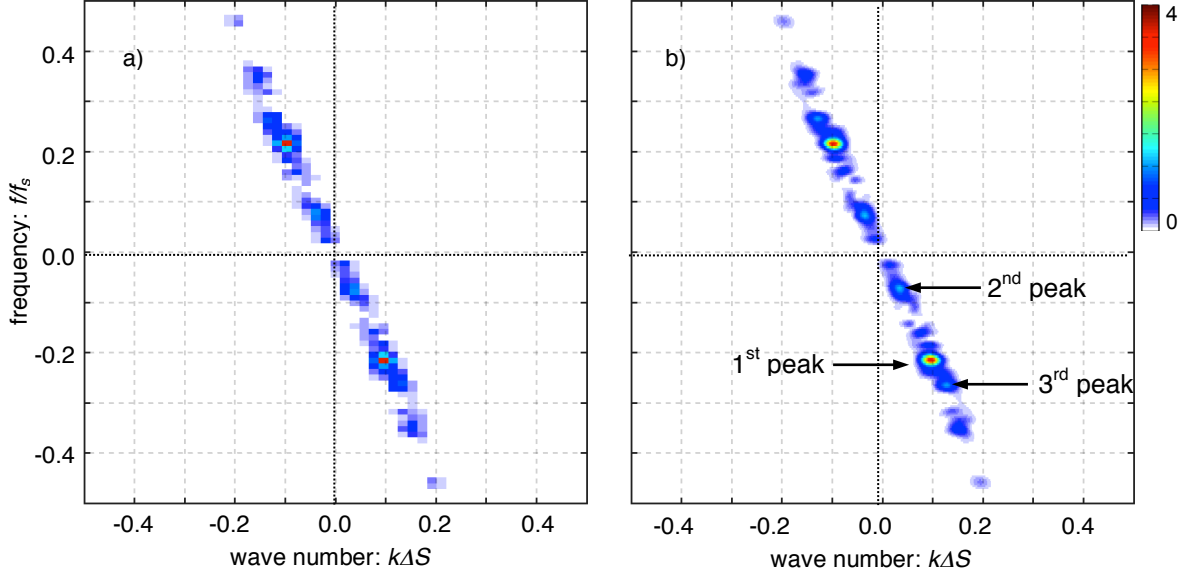 a)
0.4
0.2
0.0
-0.2
-0.4
frequency: f/fs
-0.4 -0.2 0.0 0.2 0.4
wave number: kΔS
b)
4
0
2nd peak
1st peak
3rd peak
-0.4 -0.2 0.0 0.2 0.4
wave number: kΔS